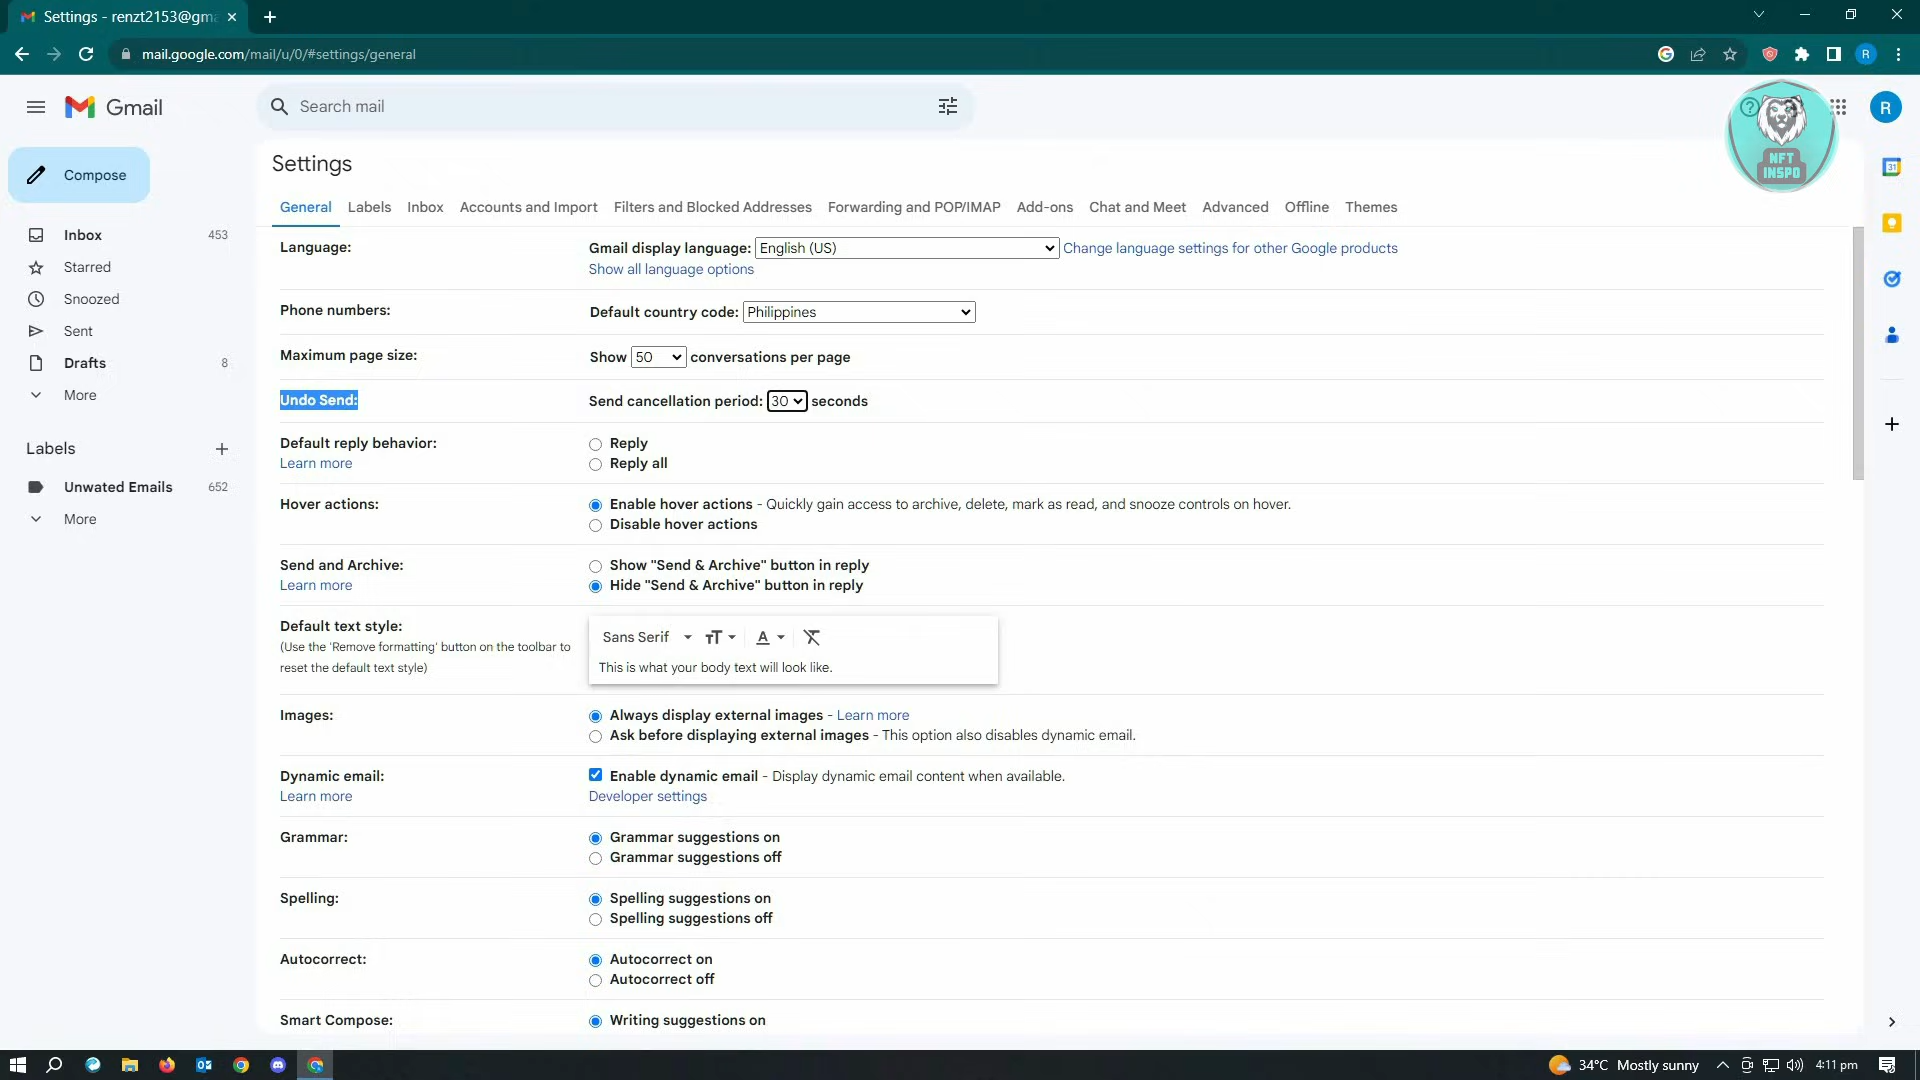 Settings - renzt2153@gma
mail.google.com/mail/u/0/#settings/general
R
Gmail
Search mail
R
NFT
INSPO
31
Compose
Settings
General Labels Inbox Accounts and Import Filters and Blocked Addresses Forwarding and POP/IMAP Add-ons Chat and Meet Advanced Offline Themes
Inbox 453
Starred
Snoozed
Sent
Drafts 8
More
Labels
Unwated Emails 652
More
Language:
Gmail display language: English (US) Change language settings for other Google products
Show all language options
Phone numbers:
Default country code: Philippines
Maximum page size:
Show 50 conversations per page
Undo Send:
Send cancellation period: 30 seconds
Default reply behavior:
Learn more
Reply
Reply all
Hover actions:
Enable hover actions - Quickly gain access to archive, delete, mark as read, and snooze controls on hover.
Disable hover actions
Send and Archive:
Learn more
Show "Send & Archive" button in reply
Hide "Send & Archive" button in reply
Default text style:
(Use the 'Remove formatting' button on the toolbar to
reset the default text style)
Sans Serif
This is what your body text will look like.
Images:
Always display external images - Learn more
Ask before displaying external images - This option also disables dynamic email.
Dynamic email:
Learn more
Enable dynamic email - Display dynamic email content when available.
Developer settings
Grammar:
Grammar suggestions on
Grammar suggestions off
Spelling:
Spelling suggestions on
Spelling suggestions off
Autocorrect:
Autocorrect on
Autocorrect off
Smart Compose:
Writing suggestions on
34°C Mostly sunny
4:11 pm